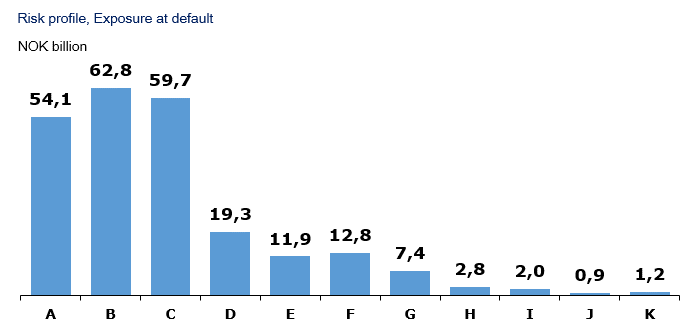 Risk profile, Exposure at default
NOK billion
54,1 62,8 59,7 19,3 11,9 12,8 7,4 2,8 2,0 0,9 1,2
A B C D E F G H I J K